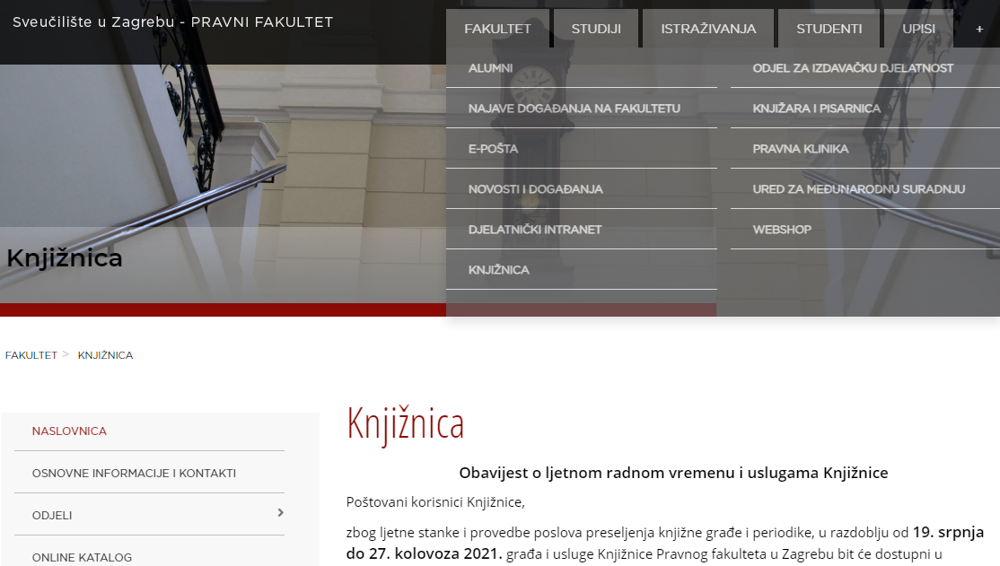 Sveučilište u Zagrebu - PRAVNI FAKULTET
FAKULTET STUDIJI ISTRAŽIVANJA STUDENTI UPISI +
ALUMNI
NAJAVE DOGAĐANJA NA FAKULTETU
E-POŠTA
NOVOSTI I DOGAĐANJA
DJELATNIČKI INTRANET
KNJIŽNICA
ODJEL ZA IZDAVAČKU DJELATNOST
KNJIŽARA I PISARNICA
PRAVNA KLINIKA
URED ZA MEĐUNARODNU SURADNJU
WEBSHOP
Knjižnica
FAKULTET > KNJIŽNICA
NASLOVNICA
OSNOVNE INFORMACIJE I KONTAKTI
ODJELI
ONLINE KATALOG
Knjižnica
Obavijest o ljetnom radnom vremenu i uslugama Knjižnice
Poštovani korisnici Knjižnice,
zbog ljetne stanke i provedbe poslova preseljenja knjižne građe i periodike, u razdoblju od 19. srpnja
do 27. kolovoza 2021. građa i usluge Knjižnice Pravnog fakulteta u Zagrebu bit će dostupni u